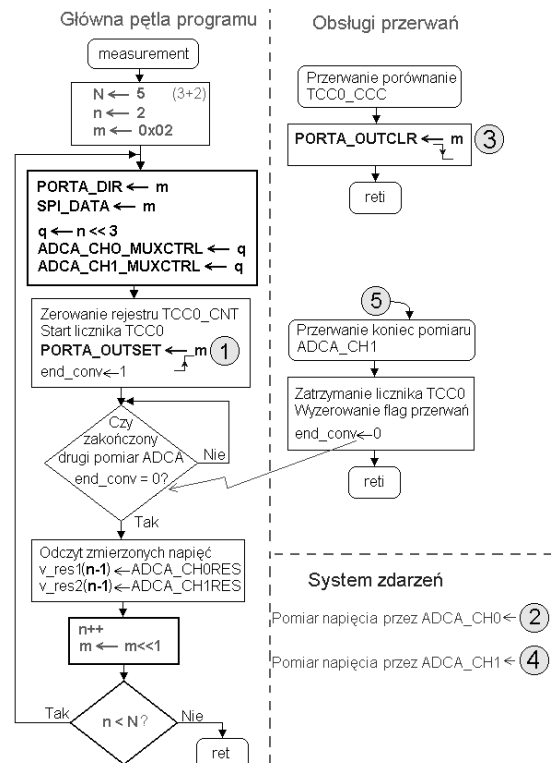 Główna pętla programu
measurement
N ← 5 (3+2)
n ← 2
m ← 0x02
PORTA_DIR ← m
SPI_DATA ← m
q ← n << 3
ADCA_CHO_MUXCTRL ← q
ADCA_CH1_MUXCTRL ← q
Zerowanie rejestru TCC0_CNT
Start licznika TCC0
PORTA_OUTSET ← m 1
end_conv←1
Czy
zakończony
drugi pomiar ADCA
end_conv = 0?
Nie
Tak
Odczyt zmierzonych napięć
v_res1(n-1) ←ADCA_CH0RES
v_res2(n-1) ←ADCA_CH1RES
n++
m ← m<<1
Tak
n < N?
Nie
ret
Obsługi przerwań
Przerwanie porównanie
TCC0_CCC
PORTA_OUTCLR ← m 3
reti
5
Przerwanie koniec pomiaru
ADCA_CH1
Zatrzymanie licznika TCC0
Wyzerowanie flag przerwań
end_conv←0
reti
System zdarzeń
Pomiar napięcia przez ADCA_CH0← 2
Pomiar napięcia przez ADCA_CH1← 4